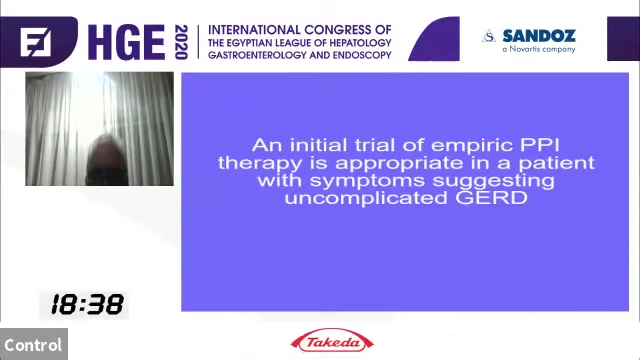 HGE 2020
INTERNATIONAL CONGRESS OF
THE EGYPTIAN LEAGUE OF HEPATOLOGY
GASTROENTEROLOGY AND ENDOSCOPY
S SANDOZ
a Novartis company
An initial trial of empiric PPI
therapy is appropriate in a patient
with symptoms suggesting
uncomplicated GERD
18:38
Control
Takeda